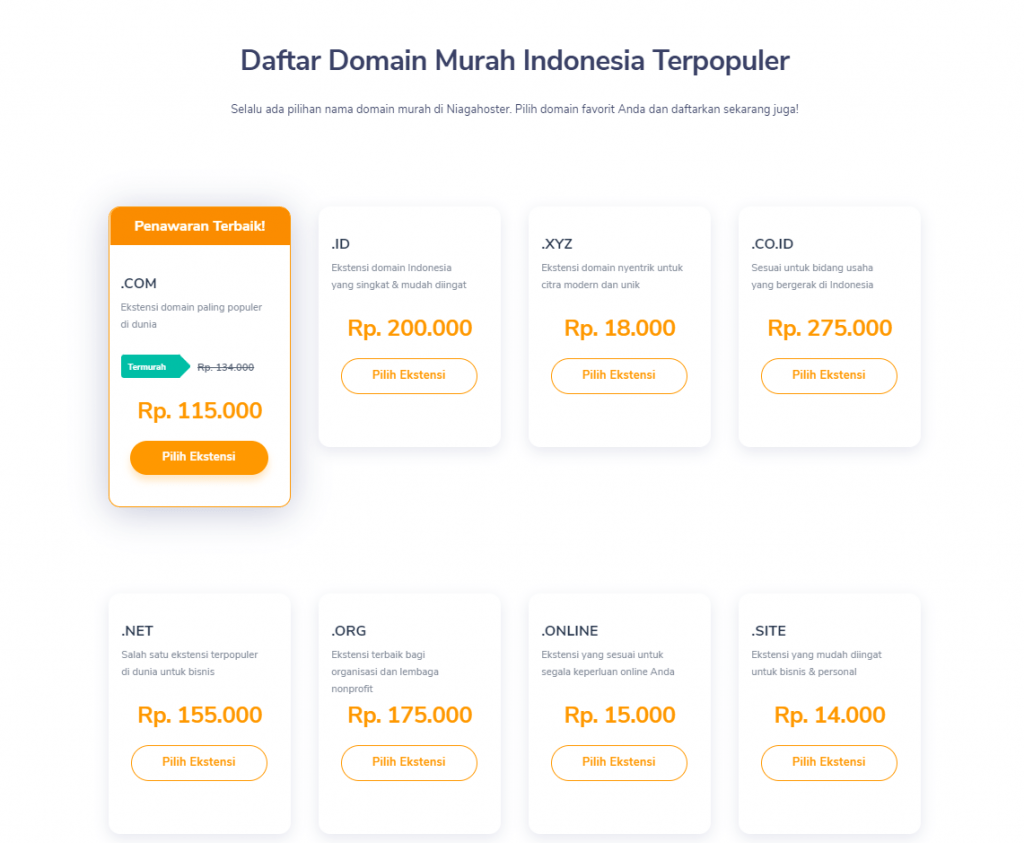 Daftar Domain Murah Indonesia Terpopuler
Selalu ada pilihan nama domain murah di Niagahoster. Pilih domain favorit Anda dan daftarkan sekarang juga!
Penawaran Terbaik!
.COM
Ekstensi domain paling populer
di dunia
Termurah
Rp. 134.000
Rp. 115.000
Pilih Ekstensi
.ID
Ekstensi domain Indonesia
yang singkat & mudah diingat
Rp. 200.000
Pilih Ekstensi
.XYZ
Ekstensi domain nyentrik untuk
citra modern dan unik
Rp. 18.000
Pilih Ekstensi
.CO.ID
Sesuai untuk bidang usaha
yang bergerak di Indonesia
Rp. 275.000
Pilih Ekstensi
.NET
Salah satu ekstensi terpopuler
di dunia untuk bisnis
Rp. 155.000
Pilih Ekstensi
.ORG
Ekstensi terbaik bagi
organisasi dan lembaga
nonprofit
Rp. 175.000
Pilih Ekstensi
.ONLINE
Ekstensi yang sesuai untuk
segala keperluan online Anda
Rp. 15.000
Pilih Ekstensi
.SITE
Ekstensi yang mudah diingat
untuk bisnis & personal
Rp. 14.000
Pilih Ekstensi